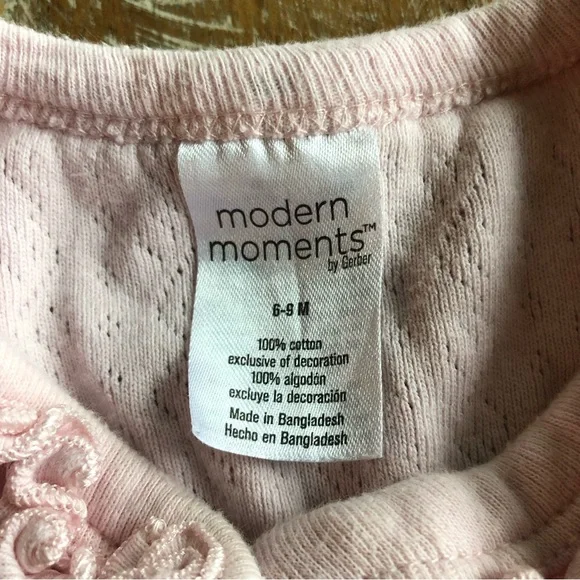 modern
moments™
by Gerber
6-9 M
100% cotton
exclusive of decoration
100% algodón
excluye la decoración
Made in Bangladesh
Hecho en Bangladesh